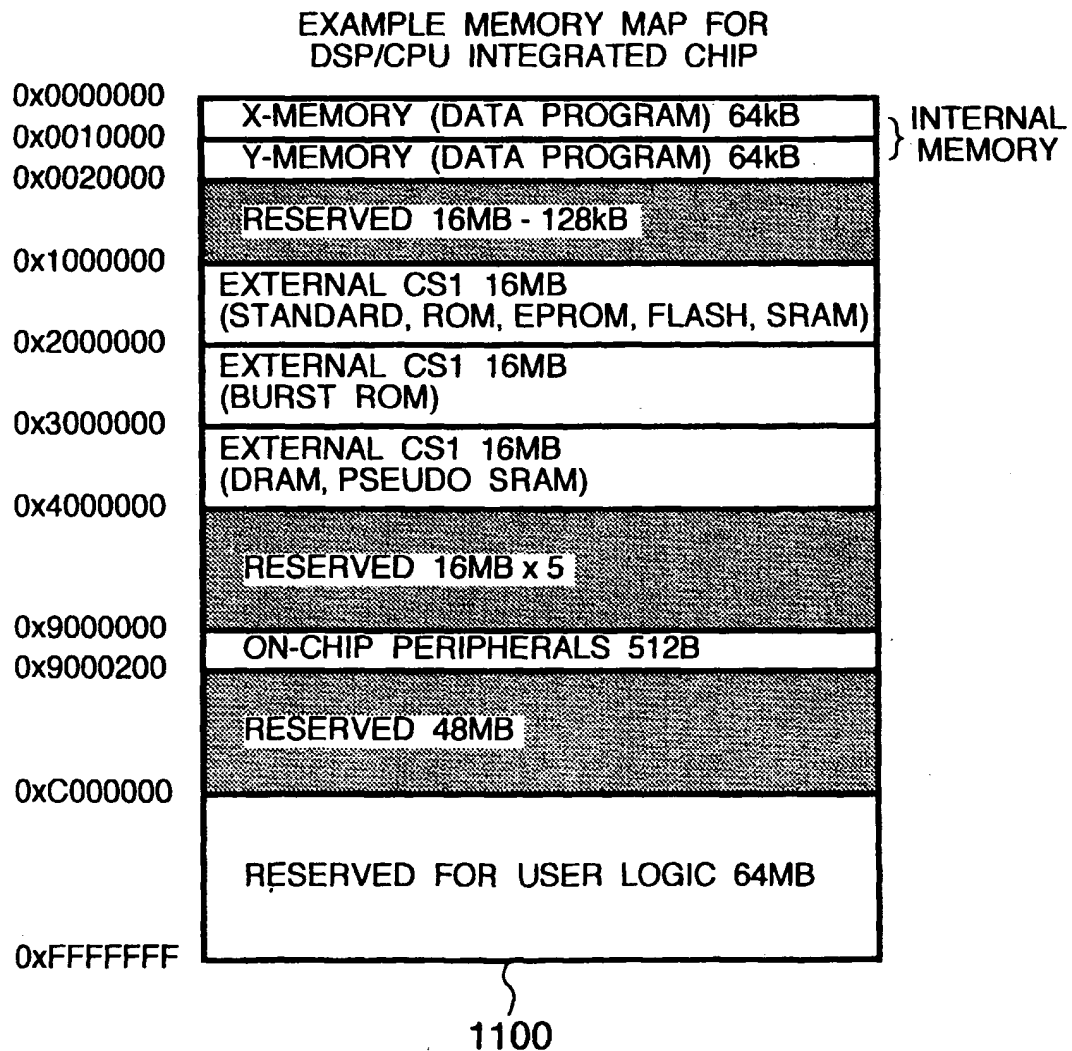 EXAMPLE MEMORY MAP FOR
DSP/CPU INTEGRATED CHIP
0x0000000
X-MEMORY (DATA PROGRAM) 64kB
0x0010000
INTERNAL
MEMORY
Y-MEMORY (DATA PROGRAM) 64kB
0x0020000
RESERVED 16MB - 128kB
0x1000000
EXTERNAL CS1 16MB
(STANDARD, ROM, EPROM, FLASH, SRAM)
0x2000000
EXTERNAL CS1 16MB
(BURST ROM)
0x3000000
EXTERNAL CS1 16MB
(DRAM, PSEUDO SRAM)
0x4000000
RESERVED 16MB x 5
0x9000000
ON-CHIP PERIPHERALS 512B
0x9000200
RESERVED 48MB
0xC000000
RESERVED FOR USER LOGIC 64MB
0xFFFFFFF
1100